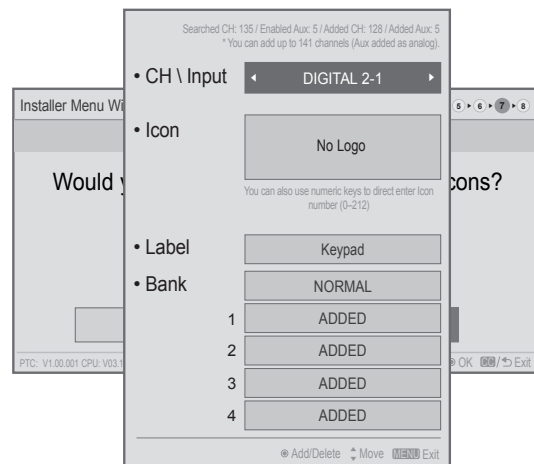 Searched CH: 135 / Enabled Aux: 5 / Added CH: 128 / Added Aux: 5
* You can add up to 141 channels (Aux added as analog).
• CH \ Input DIGITAL 2-1
Installer Menu Wi
5 6 7 8
• Icon No Logo
Would y
cons?
You can also use numeric keys to direct enter Icon
number (0–212)
• Label Keypad
• Bank NORMAL
1 ADDED
2 ADDED
3 ADDED
4 ADDED
PTC: V1.00.001 CPU: V03.1
OK CC/ Exit
Add/Delete Move MENU Exit